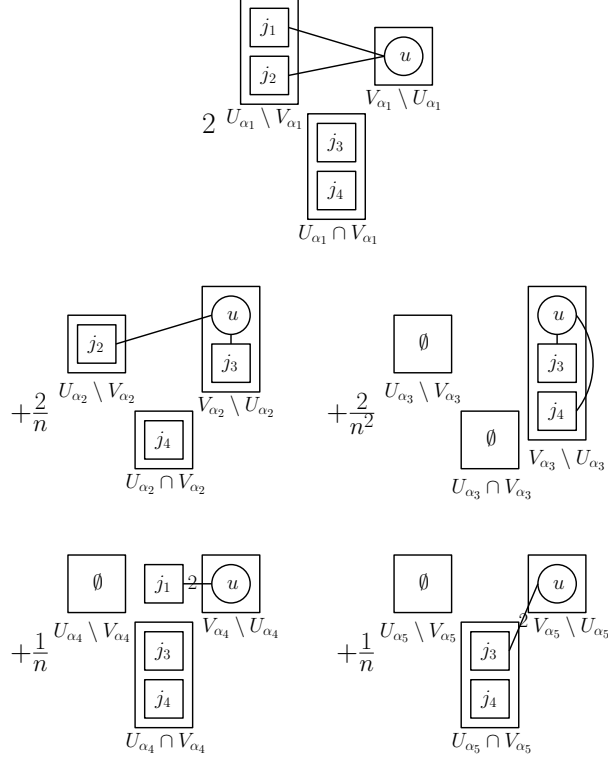 j₁
j₂
u
2
U_{α₁} \ V_{α₁}
V_{α₁} \ U_{α₁}
j₃
j₄
U_{α₁} ∩ V_{α₁}
+2/n
j₂
U_{α₂} \ V_{α₂}
u
j₃
V_{α₂} \ U_{α₂}
j₄
U_{α₂} ∩ V_{α₂}
+2/n²
∅
U_{α₃} \ V_{α₃}
u
j₃
j₄
V_{α₃} \ U_{α₃}
∅
U_{α₃} ∩ V_{α₃}
+1/n
∅
U_{α₄} \ V_{α₄}
j₁
2
u
V_{α₄} \ U_{α₄}
j₃
j₄
U_{α₄} ∩ V_{α₄}
+1/n
∅
U_{α₅} \ V_{α₅}
u
2
V_{α₅} \ U_{α₅}
j₃
j₄
U_{α₅} ∩ V_{α₅}